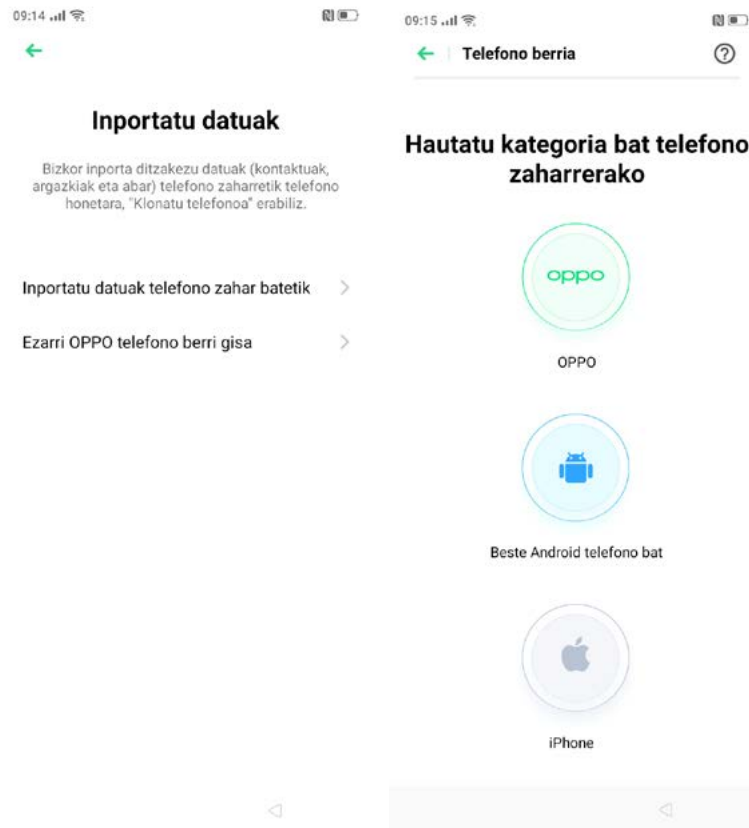 09:14
Inportatu datuak
Bizkor inporta ditzakezu datuak (kontaktuak,
argazkiak eta abar) telefono zaharretik telefono
honetara, "Klonatu telefonoa" erabiliz.
Inportatu datuak telefono zahar batetik
Ezarri OPPO telefono berri gisa
09:15
Telefono berria
Hautatu kategoria bat telefono
zaharrerako
oppo
OPPO
Beste Android telefono bat
iPhone